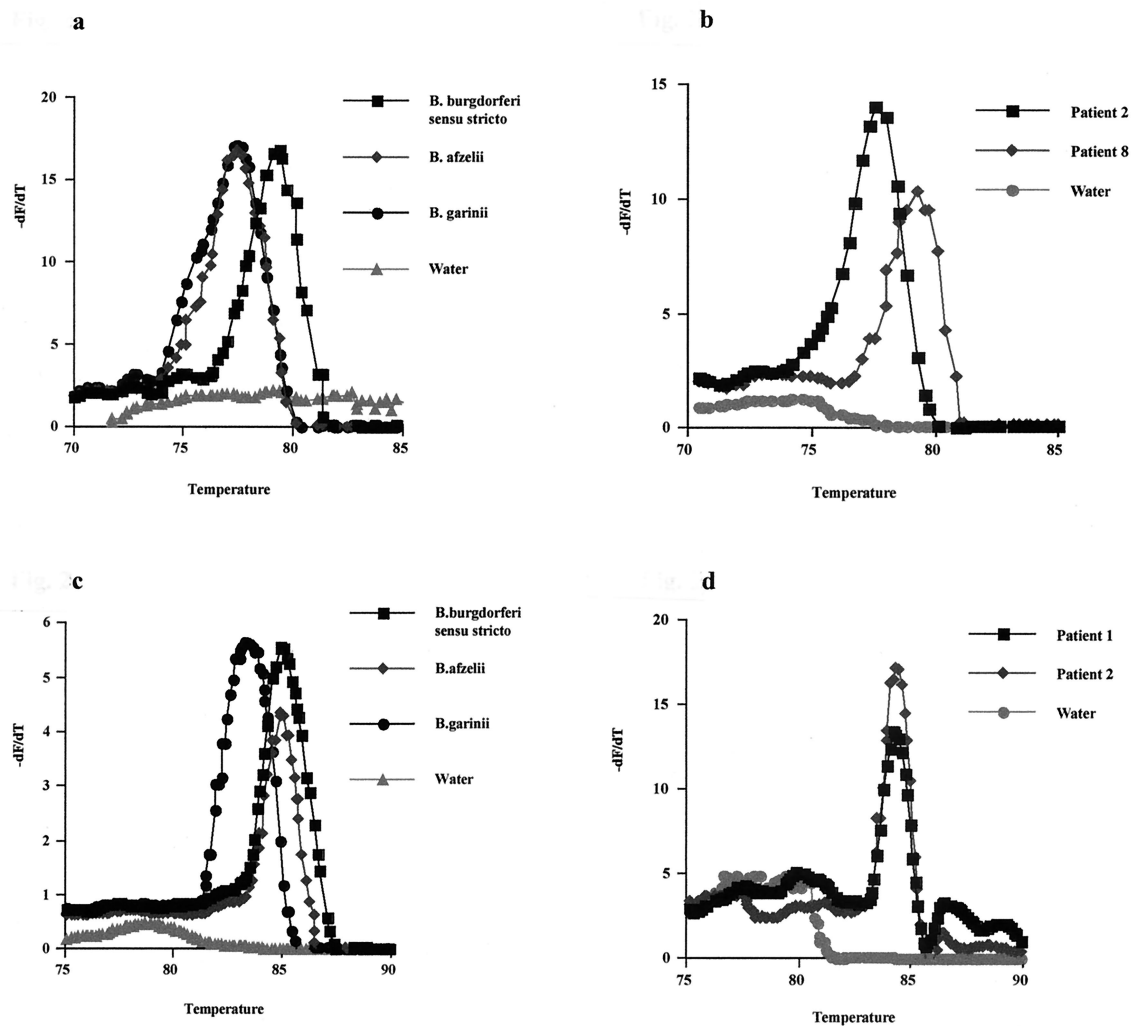 a
20
15
10
5
0
-dF/dT
70 75 80 85
Temperature
B. burgdorferi
sensu stricto
B. afzelii
B. garinii
Water
b
15
10
5
0
-dF/dT
70 75 80 85
Temperature
Patient 2
Patient 8
Water
Fig. 2
c
6
5
4
3
2
1
0
-dF/dT
75 80 85 90
Temperature
B.burgdorferi
sensu stricto
B.afzelii
B.garinii
Water
d
20
15
10
5
0
-dF/dT
75 80 85 90
Temperature
Patient 1
Patient 2
Water